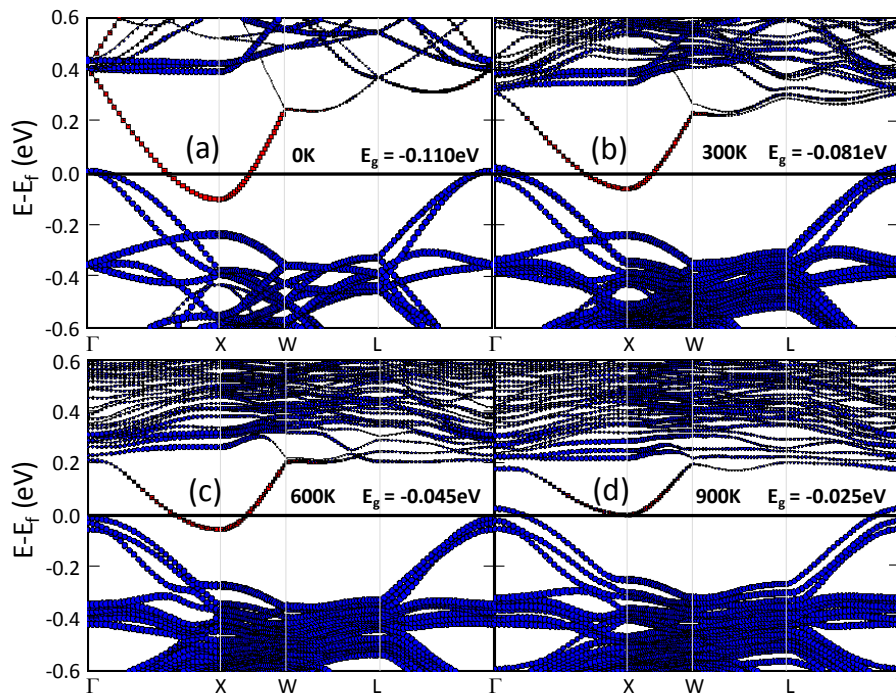 0.6
0.4
0.2
0.0
-0.2
-0.4
-0.6
E-E_f (eV)
(a) 0K E_g = -0.110eV
(b) 300K E_g = -0.081eV
Γ X W L Γ X W L
0.6
0.4
0.2
0.0
-0.2
-0.4
-0.6
E-E_f (eV)
(c) 600K E_g = -0.045eV
(d) 900K E_g = -0.025eV
Γ X W L Γ X W L